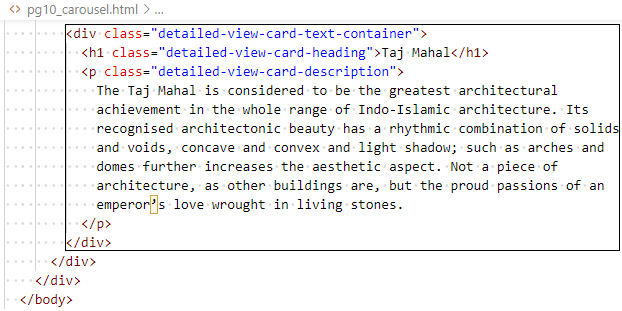 <> pg10_carousel.html > ...
<div class="detailed-view-card-text-container">
<h1 class="detailed-view-card-heading">Taj Mahal</h1>
<p class="detailed-view-card-description">
The Taj Mahal is considered to be the greatest architectural
achievement in the whole range of Indo-Islamic architecture. Its
recognised architectonic beauty has a rhythmic combination of solids
and voids, concave and convex and light shadow; such as arches and
domes further increases the aesthetic aspect. Not a piece of
architecture, as other buildings are, but the proud passions of an
emperor’s love wrought in living stones.
</p>
</div>
</div>
</div>
</body>